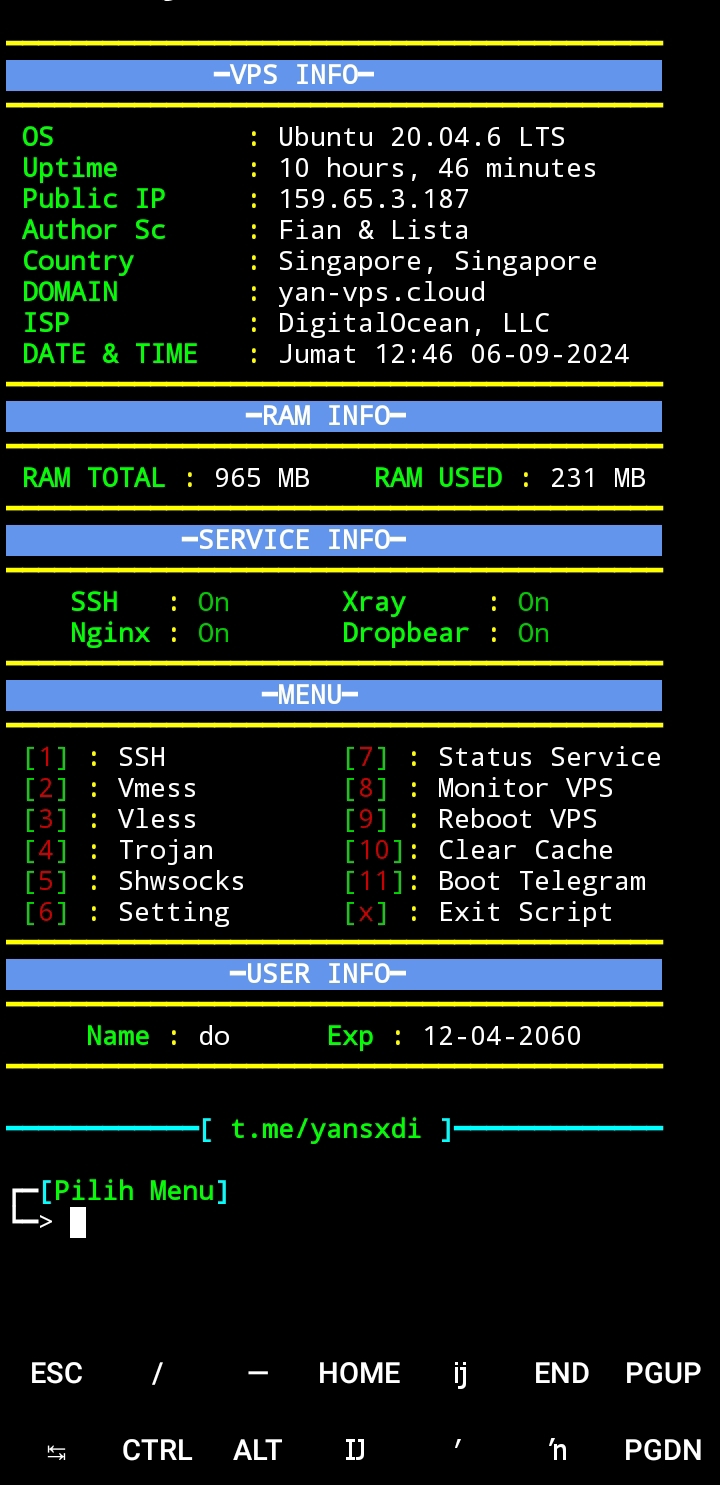 ━VPS INFO━
OS : Ubuntu 20.04.6 LTS
Uptime : 10 hours, 46 minutes
Public IP : 159.65.3.187
Author Sc : Fian & Lista
Country : Singapore, Singapore
DOMAIN : yan-vps.cloud
ISP : DigitalOcean, LLC
DATE & TIME : Jumat 12:46 06-09-2024
━RAM INFO━
RAM TOTAL : 965 MB RAM USED : 231 MB
━SERVICE INFO━
SSH : On Xray : On
Nginx : On Dropbear : On
━MENU━
[1] : SSH [7] : Status Service
[2] : Vmess [8] : Monitor VPS
[3] : Vless [9] : Reboot VPS
[4] : Trojan [10]: Clear Cache
[5] : Shwsocks [11]: Boot Telegram
[6] : Setting [x] : Exit Script
━USER INFO━
Name : do Exp : 12-04-2060
[ t.me/yansxdi ]
[Pilih Menu]
>
ESC / — HOME ĳ END PGUP
↹ CTRL ALT Ĳ ′ ŉ PGDN